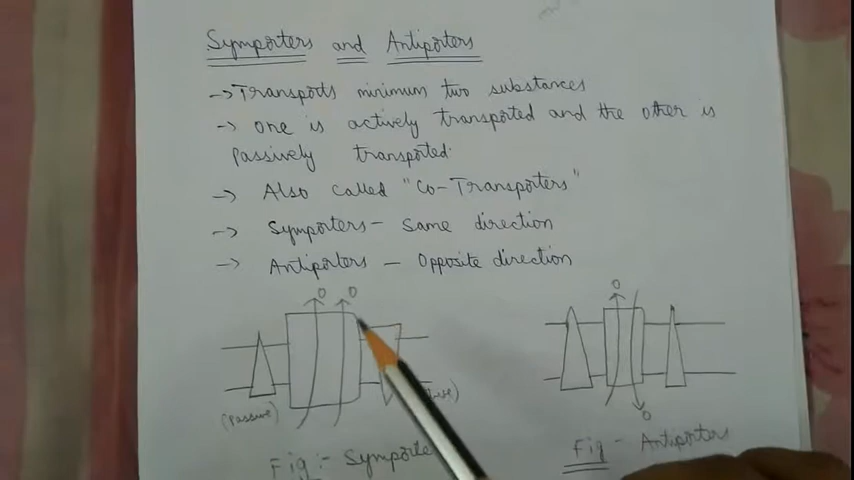 Symporters and Antiporters
→ Transports minimum two substances
→ One is actively transported and the other is
passively transported.
→ Also called "Co-Transporters"
→ Symporters - Same direction
→ Antiporters - Opposite direction
(Passive)
Fig :- Symporte
Fig - Antiporters